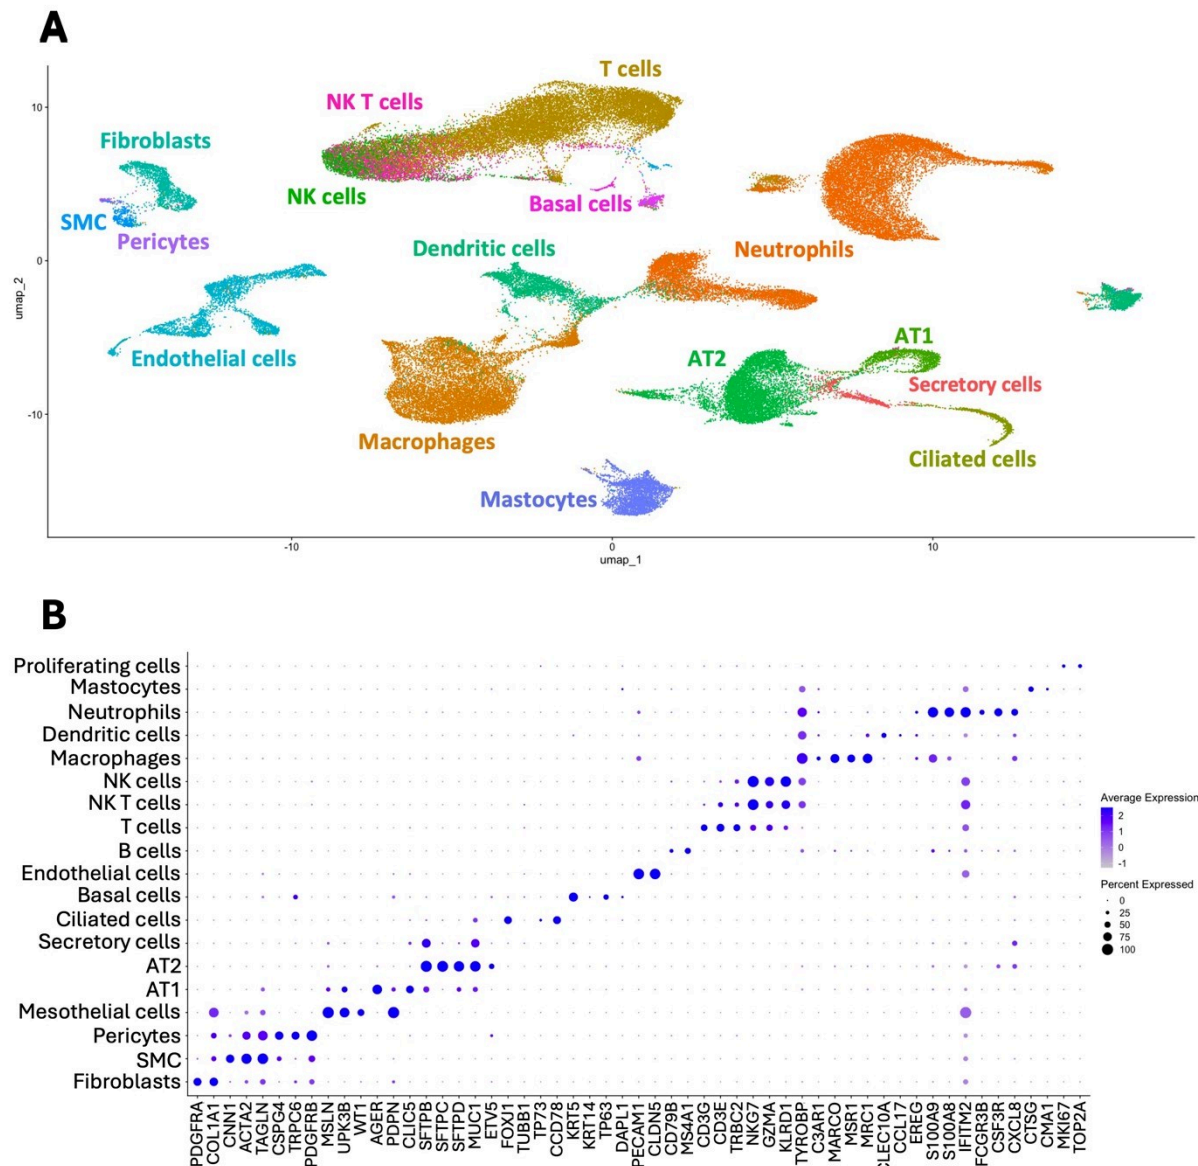 A
T cells
NK T cells
10
Fibroblasts
NK cells
Basal cells
SMC
Pericytes
Dendritic cells
Neutrophils
0
umap_2
Endothelial cells
AT2
AT1
Secretory cells
-10
Macrophages
Ciliated cells
Mastocytes
-10
0
10
umap_1
B
Proliferating cells
Mastocytes
Neutrophils
Dendritic cells
Macrophages
NK cells
NK T cells
T cells
B cells
Endothelial cells
Basal cells
Ciliated cells
Secretory cells
AT2
AT1
Mesothelial cells
Pericytes
SMC
Fibroblasts
Average Expression
2
1
0
-1
Percent Expressed
0
25
50
75
100
PDGFRA
COL1A1
CNN1
ACTA2
TAGLN
CSPG4
TRPC6
PDGFRB
MSLN
UPK3B
WT1
AGER
PDPN
CLIC5
SFTPB
SFTPC
SFTPD
MUC1
ETV5
FOXJ1
TUBB1
TP73
CCD78
KRT5
KRT14
TP63
DAPL1
PECAM1
CLDN5
CD79B
MS4A1
CD3G
CD3E
TRBC2
NKG7
GZMA
KLRD1
TYROBP
C3AR1
MARCO
MSR1
MRC1
CLEC10A
CCL17
EREG
S100A9
S100A8
IFITM2
FCGR3B
CSF3R
CXCL8
CTSG
CMA1
MKI67
TOP2A